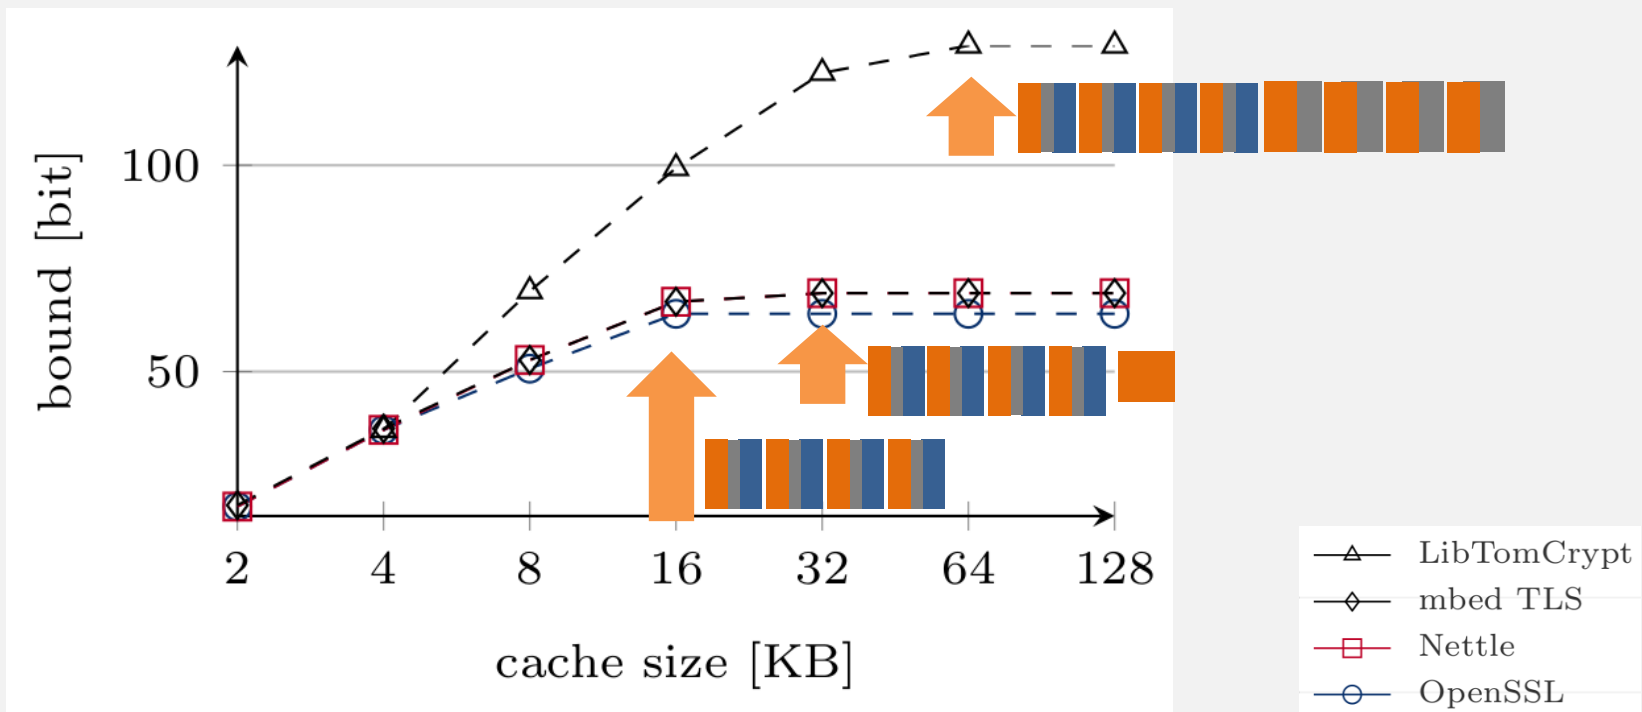 100
50
bound [bit]
2 4 8 16 32 64 128
cache size [KB]
LibTomCrypt
mbed TLS
Nettle
OpenSSL